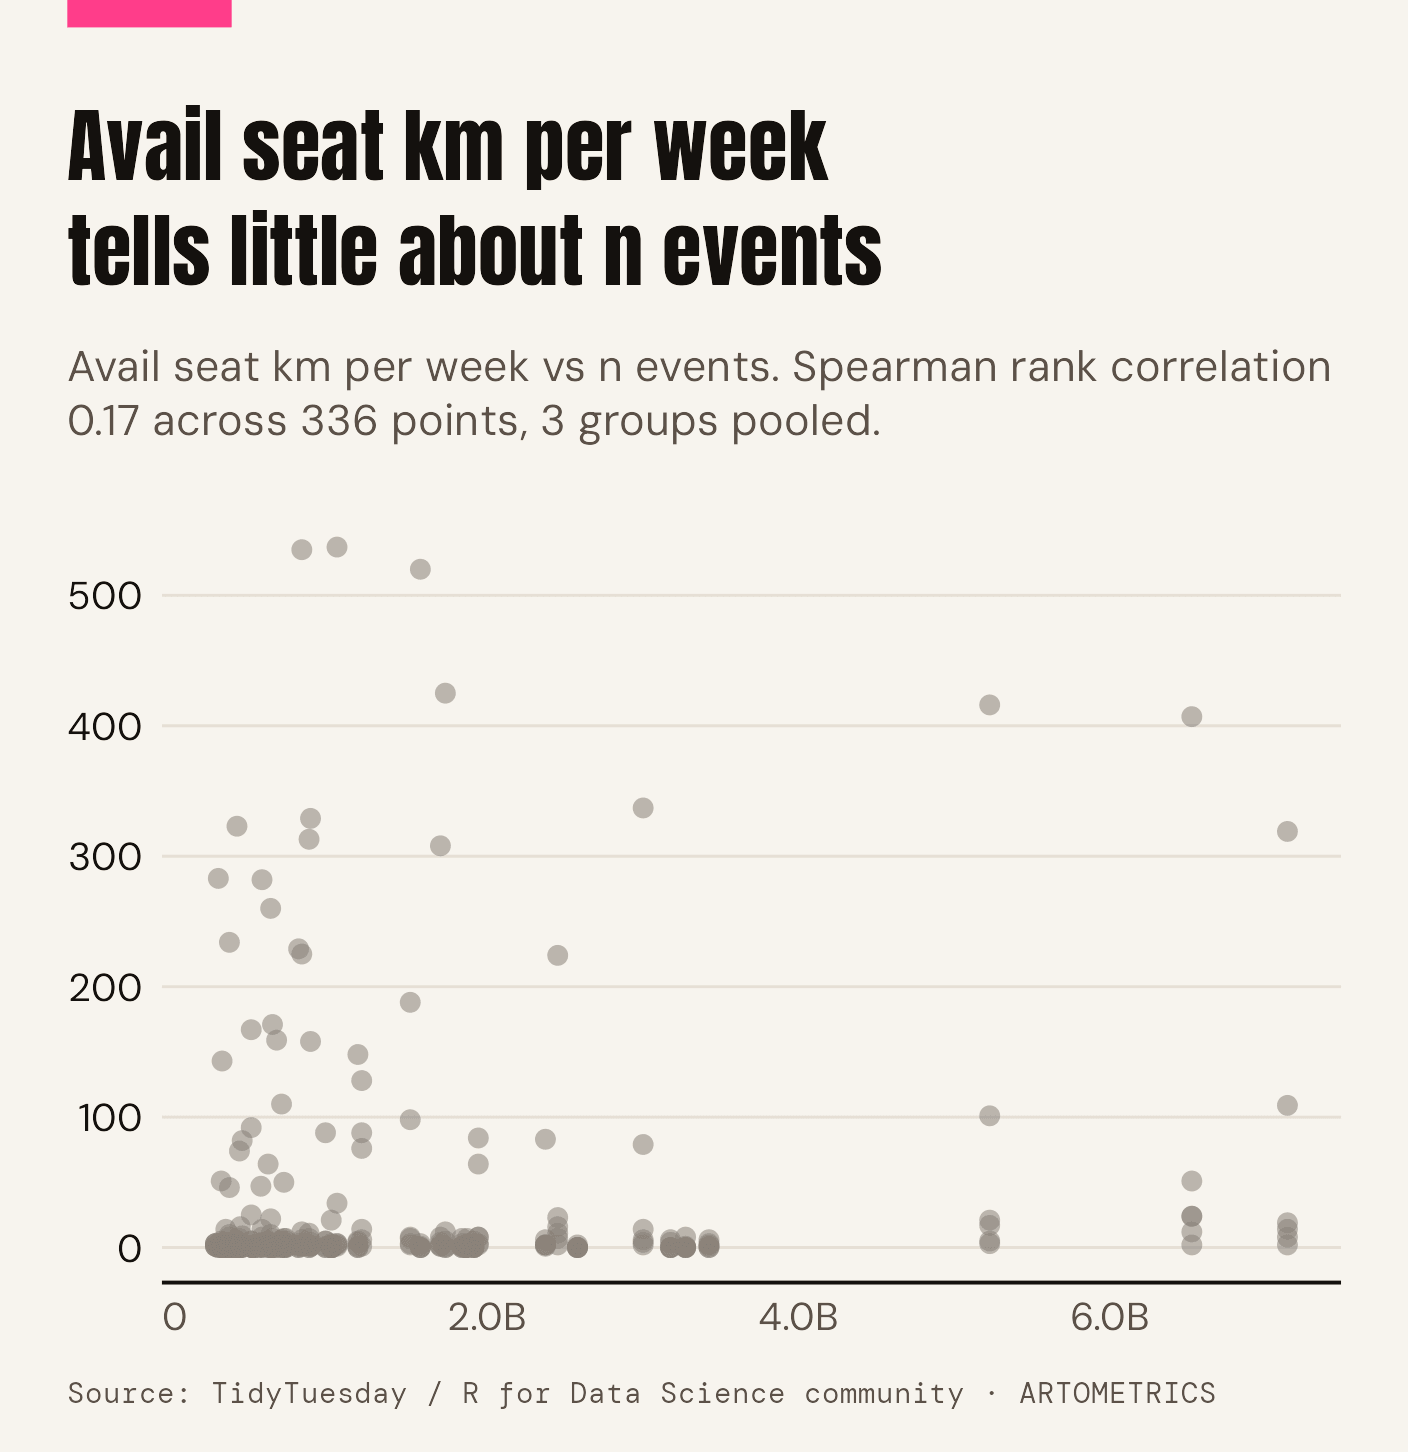 Avail seat km per week
tells little about n events
Avail seat km per week vs n events. Spearman rank correlation
0.17 across 336 points, 3 groups pooled.
500
400
300
200
100
0
0 2.0B 4.0B 6.0B
Source: TidyTuesday / R for Data Science community · ARTOMETRICS